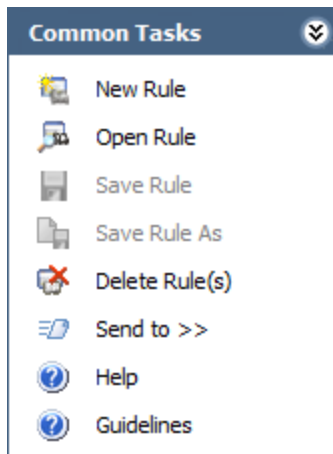 Common Tasks
New Rule
Open Rule
Save Rule
Save Rule As
Delete Rule(s)
Send to >>
Help
Guidelines